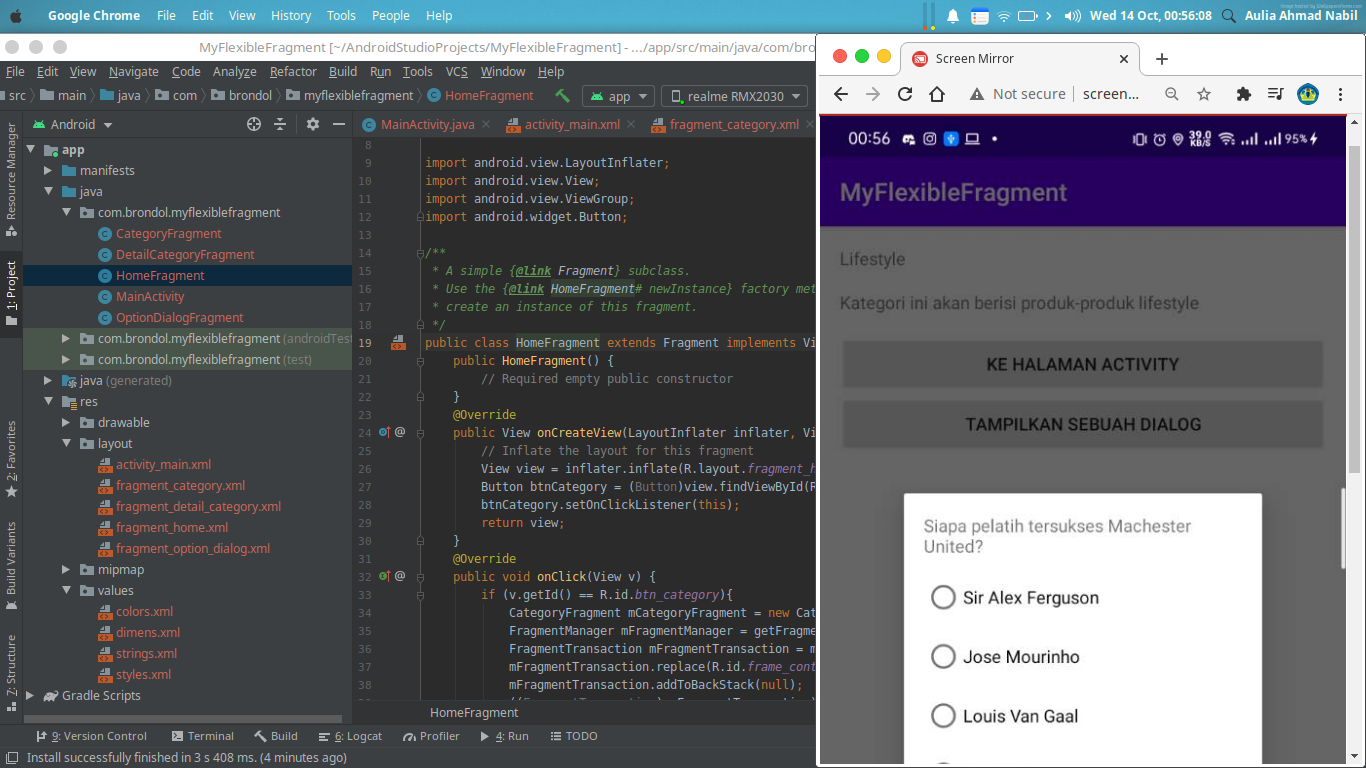 Google Chrome File Edit View History Tools People Help
Wed 14 Oct, 00:56:08 Aulia Ahmad Nabil
MyFlexibleFragment [~/AndroidStudioProjects/MyFlexibleFragment] - .../app/src/main/java/com/bro
File Edit View Navigate Code Analyze Refactor Build Run Tools VCS Window Help
src main java com brondol myflexiblefragment HomeFragment
app realme RMX2030
Android
MainActivity.java activity_main.xml fragment_category.xml
Resource Manager
1: Project
2: Favorites
Build Variants
7: Structure
app
manifests
java
com.brondol.myflexiblefragment
CategoryFragment
DetailCategoryFragment
HomeFragment
MainActivity
OptionDialogFragment
com.brondol.myflexiblefragment (androidTest
com.brondol.myflexiblefragment (test)
java (generated)
res
drawable
layout
activity_main.xml
fragment_category.xml
fragment_detail_category.xml
fragment_home.xml
fragment_option_dialog.xml
mipmap
values
colors.xml
dimens.xml
strings.xml
styles.xml
Gradle Scripts
8
9 import android.view.LayoutInflater;
10 import android.view.View;
11 import android.view.ViewGroup;
12 import android.widget.Button;
13
14 /**
15 * A simple {@link Fragment} subclass.
16 * Use the {@link HomeFragment# newInstance} factory met
17 * create an instance of this fragment.
18 */
19 public class HomeFragment extends Fragment implements Vi
20 public HomeFragment() {
21 // Required empty public constructor
22 }
23 @Override
24 public View onCreateView(LayoutInflater inflater, Vi
25 // Inflate the layout for this fragment
26 View view = inflater.inflate(R.layout.fragment_h
27 Button btnCategory = (Button)view.findViewById(R
28 btnCategory.setOnClickListener(this);
29 return view;
30 }
31 @Override
32 public void onClick(View v) {
33 if (v.getId() == R.id.btn_category){
34 CategoryFragment mCategoryFragment = new Cat
35 FragmentManager mFragmentManager = getFragme
36 FragmentTransaction mFragmentTransaction = m
37 mFragmentTransaction.replace(R.id.frame_cont
38 mFragmentTransaction.addToBackStack(null);
HomeFragment
9: Version Control Terminal Build 6: Logcat Profiler 4: Run TODO
Install successfully finished in 3 s 408 ms. (4 minutes ago)
Screen Mirror
Not secure screen...
00:56 39.0 KB/S 95%
MyFlexibleFragment
Lifestyle
Kategori ini akan berisi produk-produk lifestyle
KE HALAMAN ACTIVITY
TAMPILKAN SEBUAH DIALOG
Siapa pelatih tersukses Machester
United?
Sir Alex Ferguson
Jose Mourinho
Louis Van Gaal